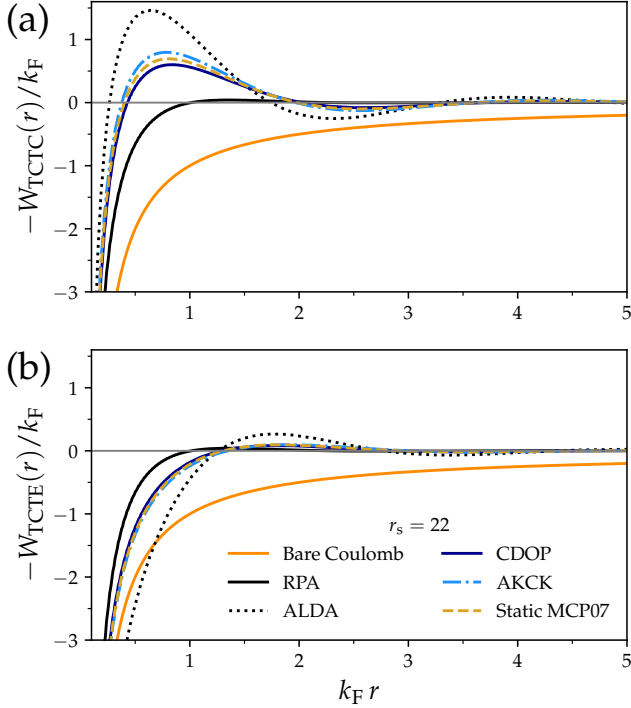 (a)
−W_TCTC(r)/k_F
1
0
−1
−2
−3
1 2 3 4 5
(b)
−W_TCTE(r)/k_F
1
0
−1
−2
−3
r_s = 22
Bare Coulomb CDOP
RPA AKCK
ALDA Static MCP07
1 2 3 4 5
k_F r